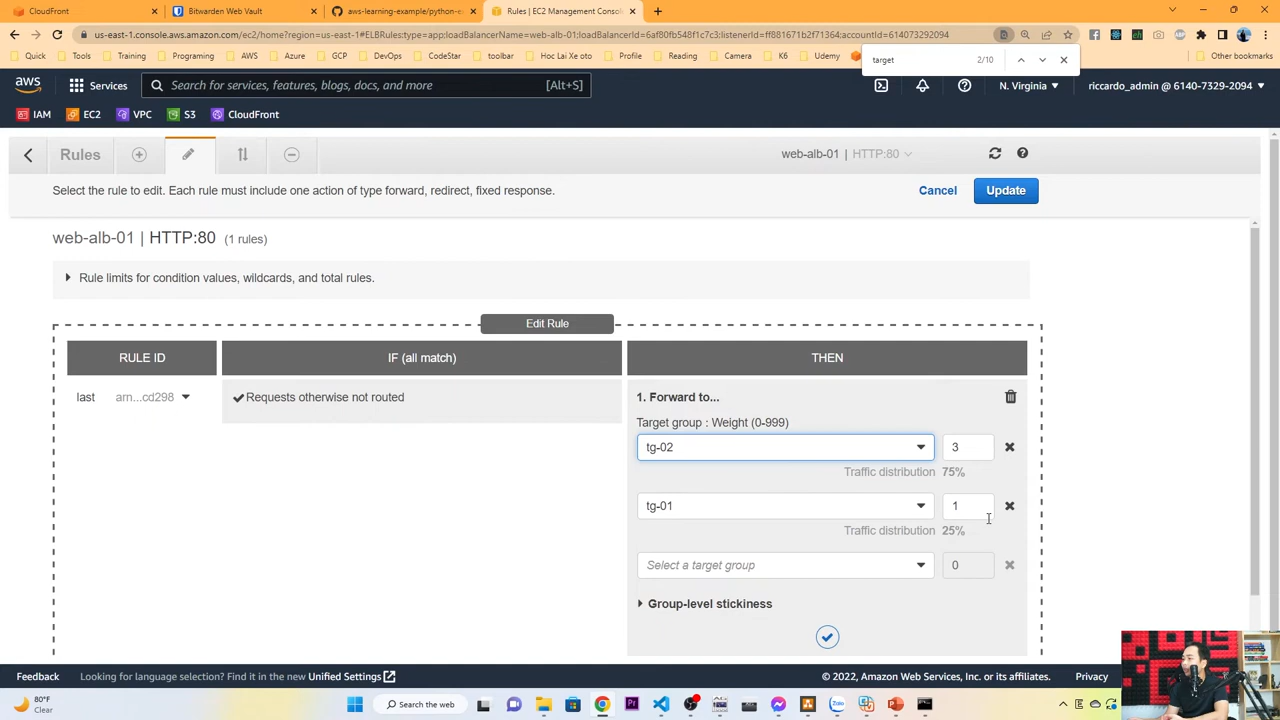 CloudFront
Bitwarden Web Vault
aws-learning-example/python-e
Rules | EC2 Management Conso
us-east-1.console.aws.amazon.com/ec2/home?region=us-east-1#ELBRules:type=app;loadBalancerName=web-alb-01;loadBalancerId=6af80fb548f1c7c3;listenerId=ff881671b2f71364;accountId=614073292094
Quick
Tools
Training
Programing
AWS
Azure
GCP
DevOps
CodeStar
toolbar
Hoc Lai Xe oto
Profile
Reading
Community
Udemy
K6
Other bookmarks
target
2/10
aws
Services
Search for services, features, blogs, docs, and more
[Alt+S]
N. Virginia
riccardo_admin @ 6140-7329-2094
IAM
EC2
VPC
S3
CloudFront
Rules
web-alb-01 | HTTP:80
Select the rule to edit. Each rule must include one action of type forward, redirect, fixed response.
Cancel
Update
web-alb-01 | HTTP:80 (1 rules)
Rule limits for condition values, wildcards, and total rules.
Edit Rule
RULE ID
IF (all match)
THEN
last
arn...cd298
Requests otherwise not routed
1. Forward to...
Target group : Weight (0-999)
tg-02
3
Traffic distribution 75%
tg-01
1
Traffic distribution 25%
Select a target group
0
Group-level stickiness
Feedback
Looking for language selection? Find it in the new Unified Settings
© 2022, Amazon Web Services, Inc. or its affiliates.
Privacy
80°F
Clear
Search the web